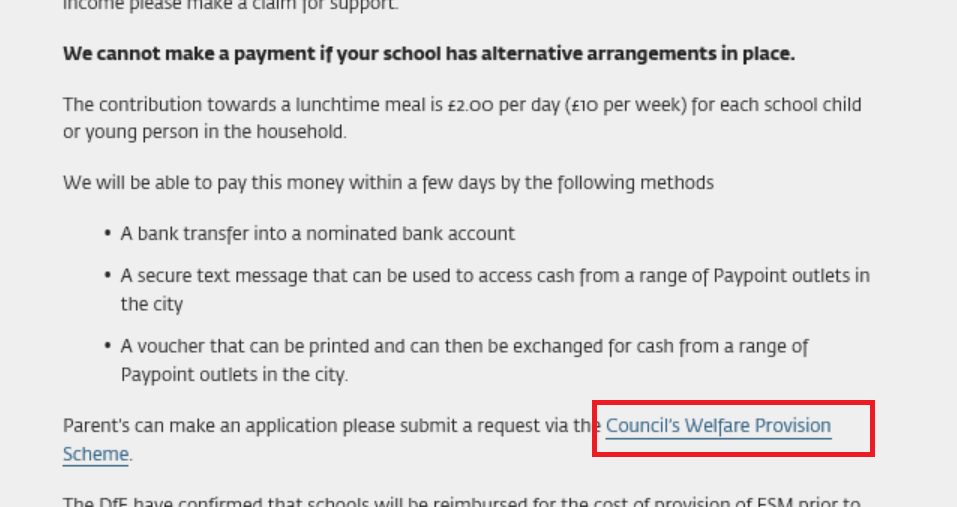 income please make a claim for support.
We cannot make a payment if your school has alternative arrangements in place.
The contribution towards a lunchtime meal is £2.00 per day (£10 per week) for each school child
or young person in the household.
We will be able to pay this money within a few days by the following methods
• A bank transfer into a nominated bank account
• A secure text message that can be used to access cash from a range of Paypoint outlets in
the city
• A voucher that can be printed and can then be exchanged for cash from a range of
Paypoint outlets in the city.
Parent's can make an application please submit a request via the Council's Welfare Provision
Scheme.
The DfE have confirmed that schools will be reimbursed for the cost of provision of FSM prior to